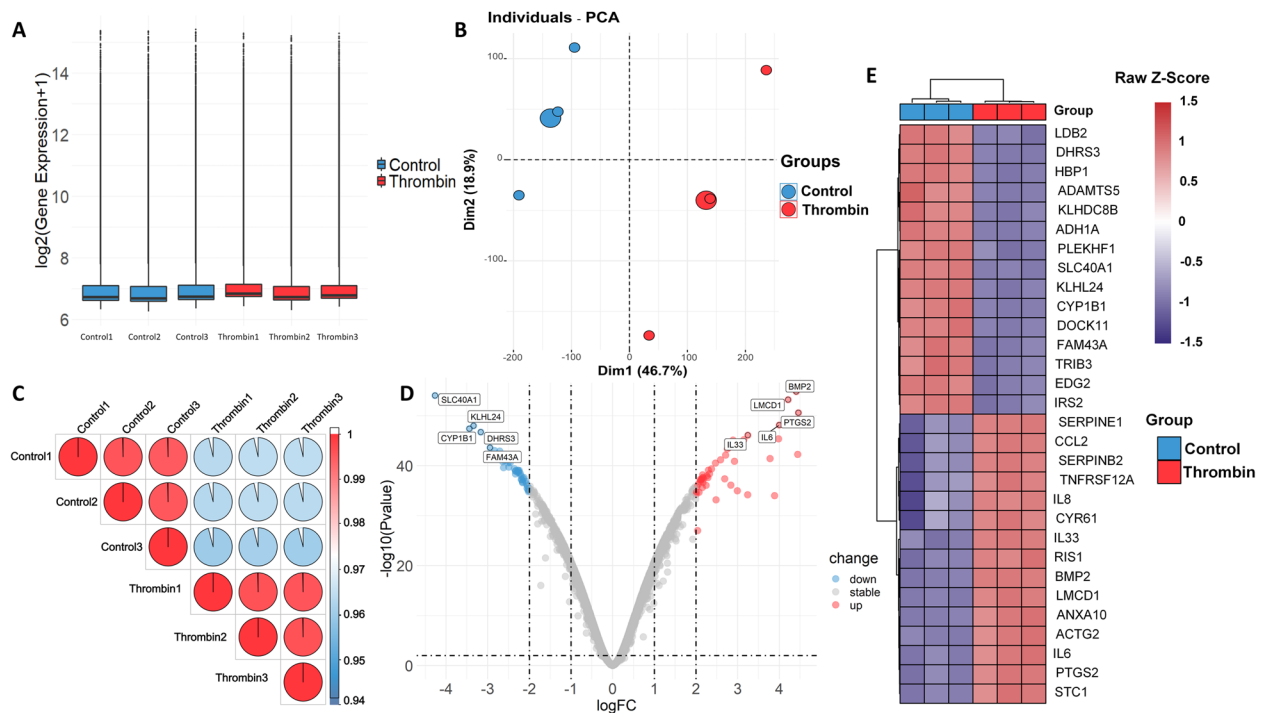 A
log2(Gene Expression+1)
14
12
10
8
6
Control1
Control2
Control3
Thrombin1
Thrombin2
Thrombin3
Control
Thrombin
B
Individuals - PCA
Dim2 (18.9%)
100
0
-100
-200
-100
0
100
200
Dim1 (46.7%)
Groups
Control
Thrombin
C
Control1
Control2
Control3
Thrombin1
Thrombin2
Thrombin3
Control1
Control2
Control3
Thrombin1
Thrombin2
Thrombin3
1
0.99
0.98
0.97
0.96
0.95
0.94
D
-log10(Pvalue)
40
20
0
SLC40A1
KLHL24
CYP1B1
DHRS3
FAM43A
BMP2
LMCD1
PTGS2
IL6
IL33
-4
-3
-2
-1
0
1
2
3
4
logFC
change
down
stable
up
E
Group
LDB2
DHRS3
HBP1
ADAMTS5
KLHDC8B
ADH1A
PLEKHF1
SLC40A1
KLHL24
CYP1B1
DOCK11
FAM43A
TRIB3
EDG2
IRS2
SERPINE1
CCL2
SERPINB2
TNFRSF12A
IL8
CYR61
IL33
RIS1
BMP2
LMCD1
ANXA10
ACTG2
IL6
PTGS2
STC1
Raw Z-Score
1.5
1
0.5
0
-0.5
-1
-1.5
Group
Control
Thrombin